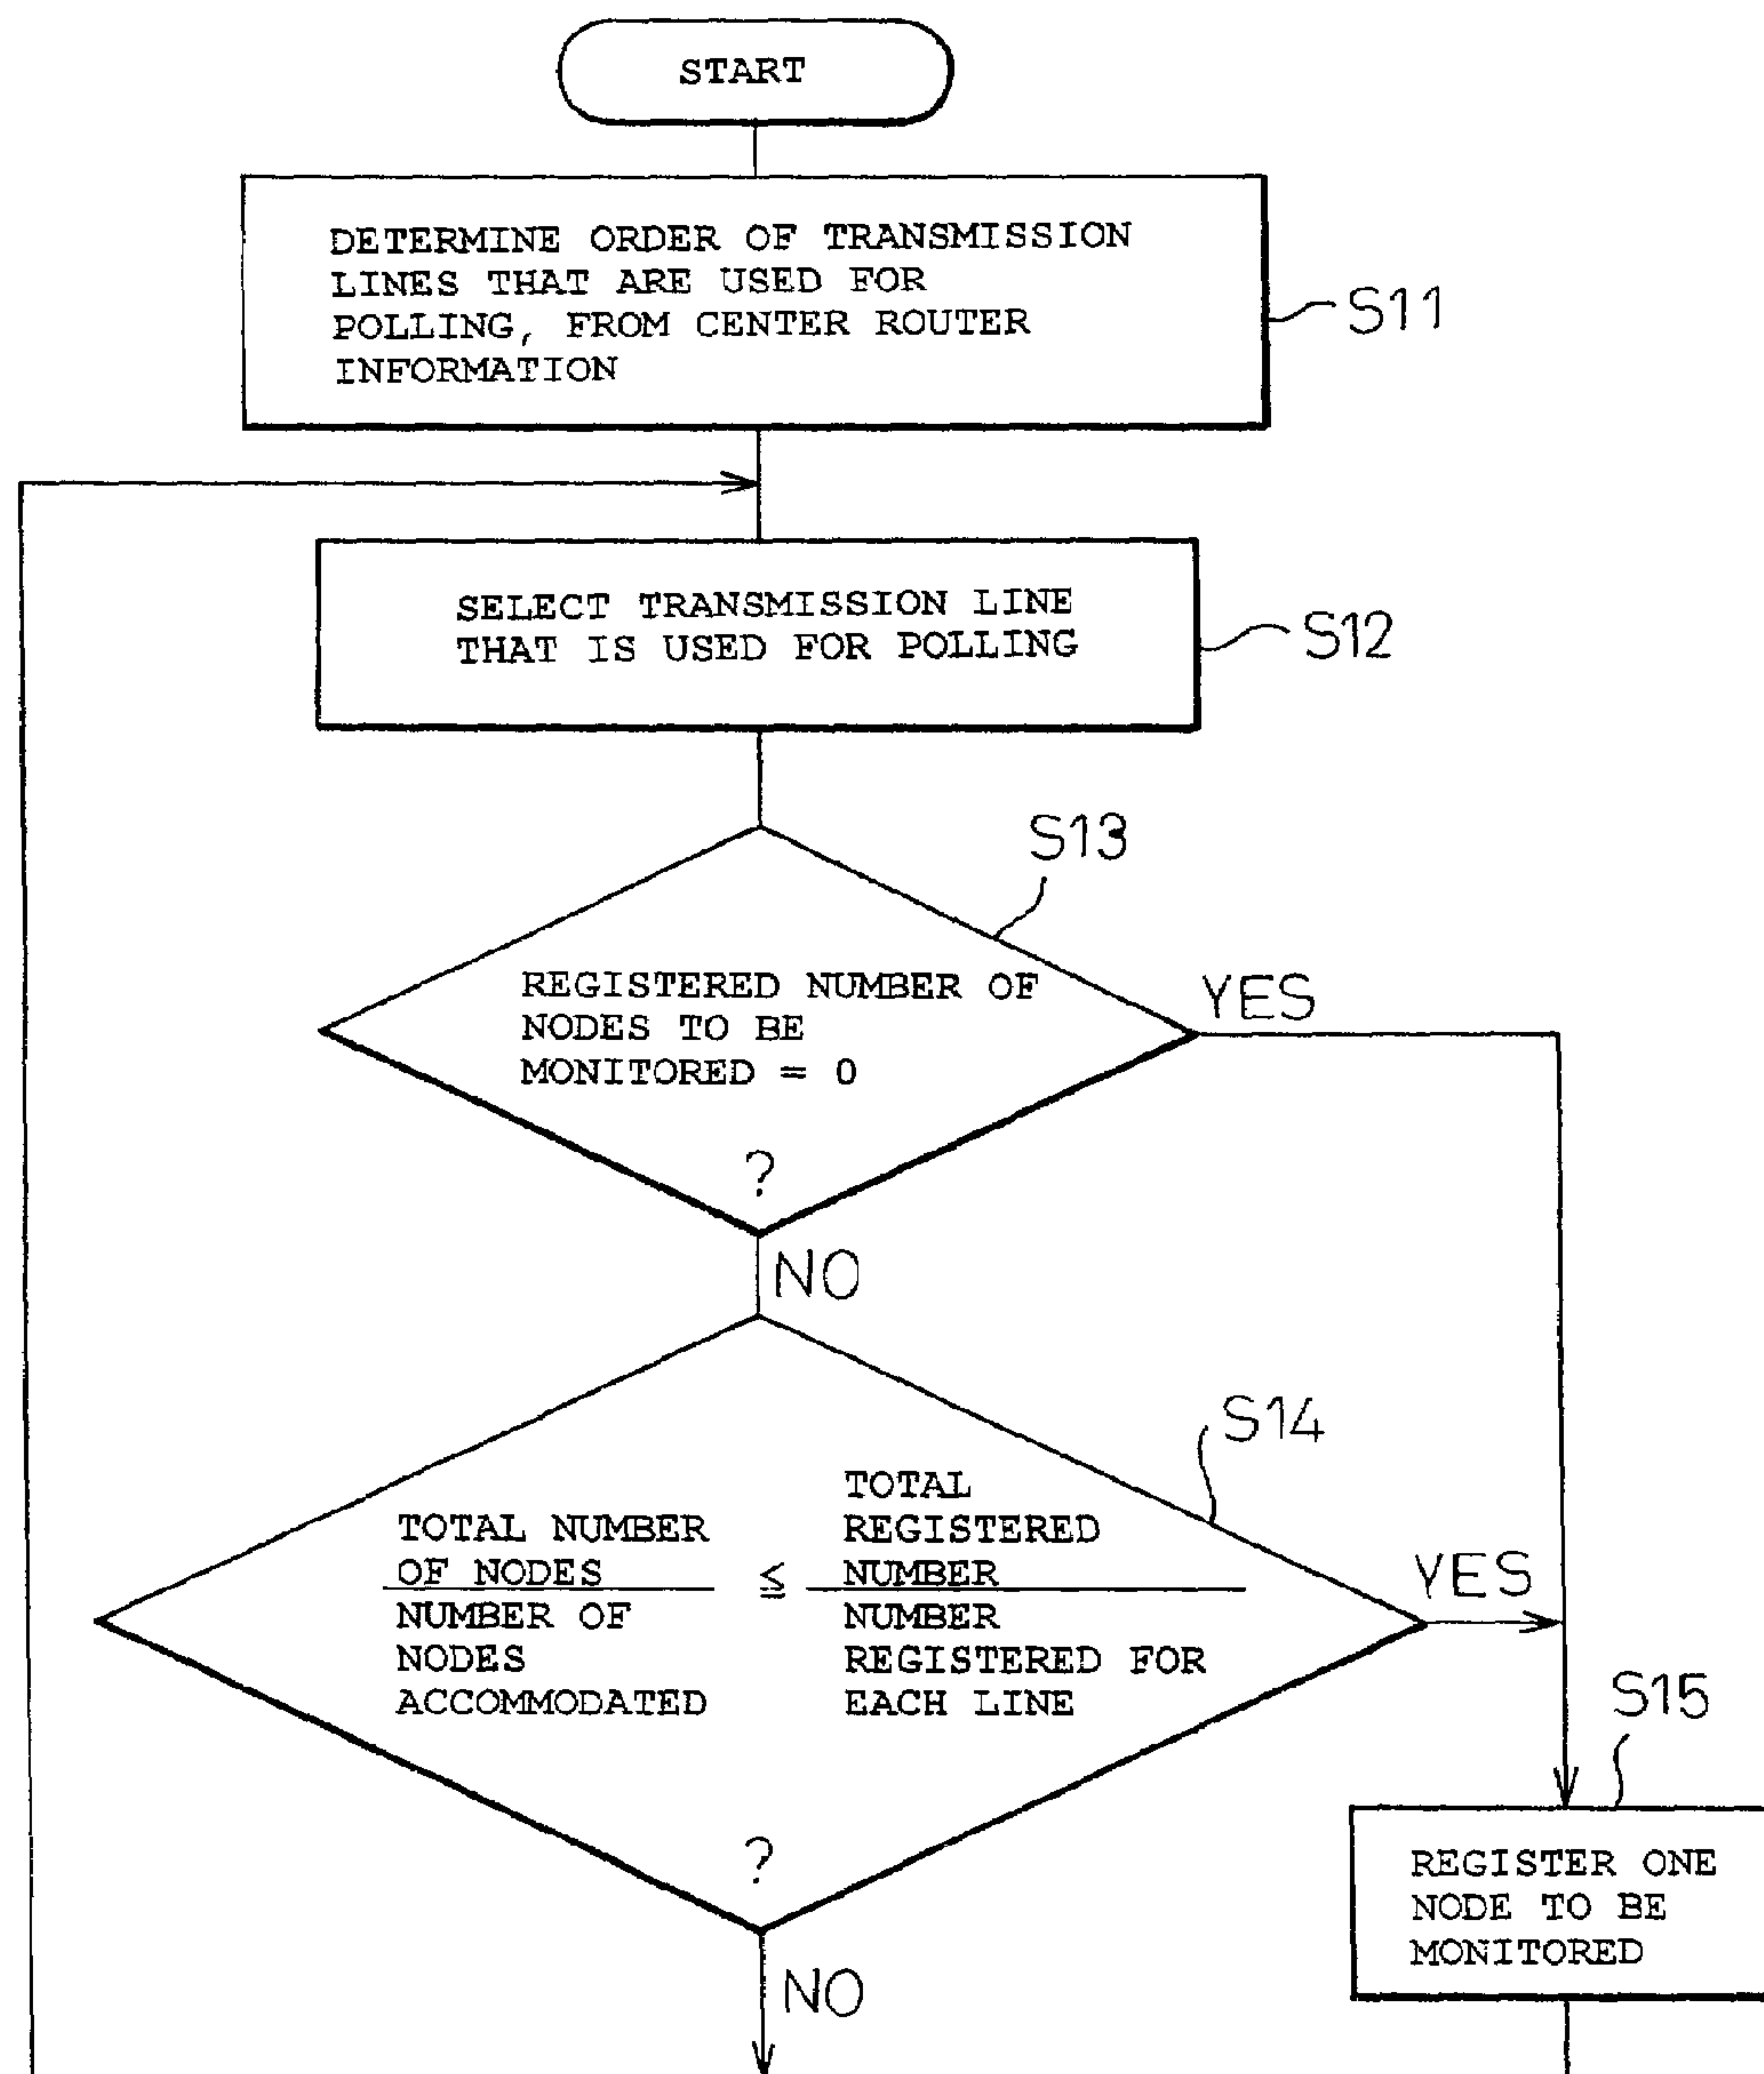 START
DETERMINE ORDER OF TRANSMISSION
LINES THAT ARE USED FOR
POLLING, FROM CENTER ROUTER
INFORMATION
S11
SELECT TRANSMISSION LINE
THAT IS USED FOR POLLING
S12
S13
REGISTERED NUMBER OF
NODES TO BE
MONITORED = 0
?
YES
NO
S14
TOTAL NUMBER
OF NODES
NUMBER OF
NODES
ACCOMMODATED
≦
TOTAL
REGISTERED
NUMBER
NUMBER
REGISTERED FOR
EACH LINE
?
YES
NO
S15
REGISTER ONE
NODE TO BE
MONITORED